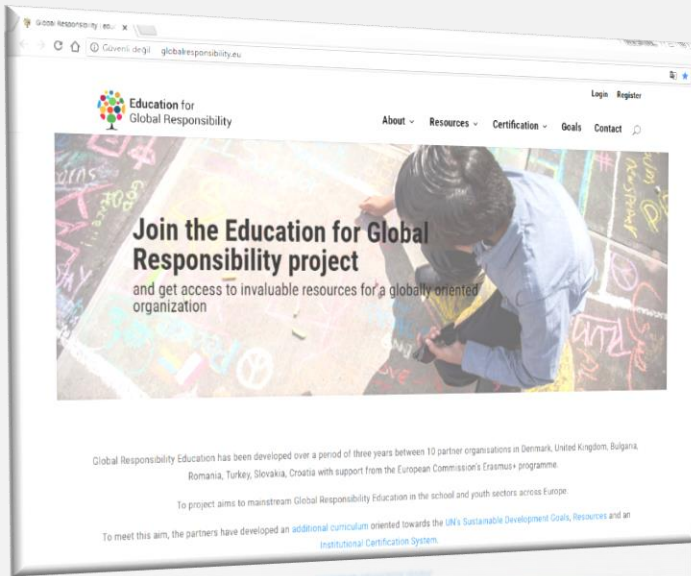 Global Responsibility
Güvenli değil globalresponsibility.eu
Login Register
Education for
Global Responsibility
About Resources Certification Goals Contact
Join the Education for Global
Responsibility project
and get access to invaluable resources for a globally oriented
organization
Global Responsibility Education has been developed over a period of three years between 10 partner organisations in Denmark, United Kingdom, Bulgaria,
Romania, Turkey, Slovakia, Croatia with support from the European Commission's Erasmus+ programme.
To project aims to mainstream Global Responsibility Education in the school and youth sectors across Europe.
To meet this aim, the partners have developed an additional curriculum oriented towards the UN's Sustainable Development Goals, Resources and an
Institutional Certification System.